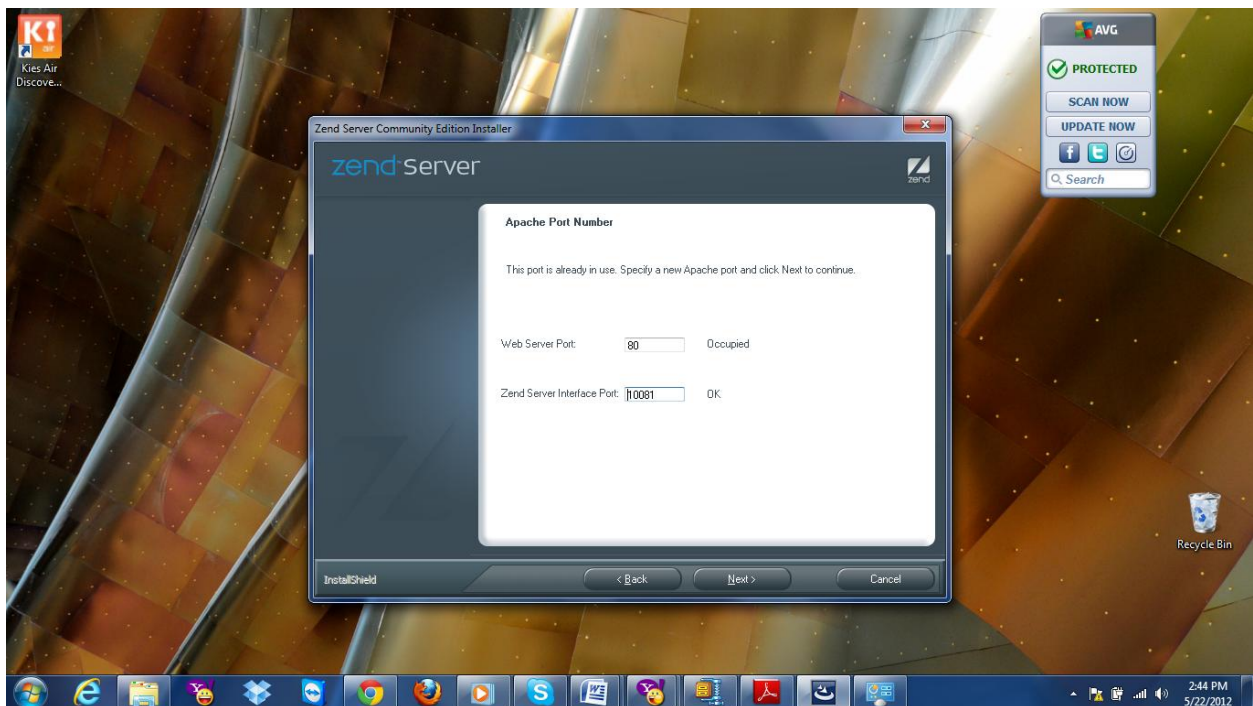 Ki
air
Kies Air
Discove...
AVG
PROTECTED
SCAN NOW
UPDATE NOW
Search
Zend Server Community Edition Installer
zend Server
zend
Apache Port Number
This port is already in use. Specify a new Apache port and click Next to continue.
Web Server Port: 80 Occupied
Zend Server Interface Port: 10081 OK
InstallShield
< Back
Next >
Cancel
Recycle Bin
2:44 PM
5/22/2012